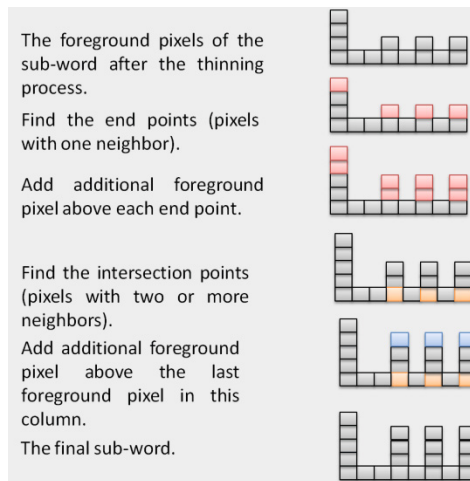 The foreground pixels of the
sub-word after the thinning
process.
Find the end points (pixels
with one neighbor).
Add additional foreground
pixel above each end point.
Find the intersection points
(pixels with two or more
neighbors).
Add additional foreground
pixel above the last
foreground pixel in this
column.
The final sub-word.